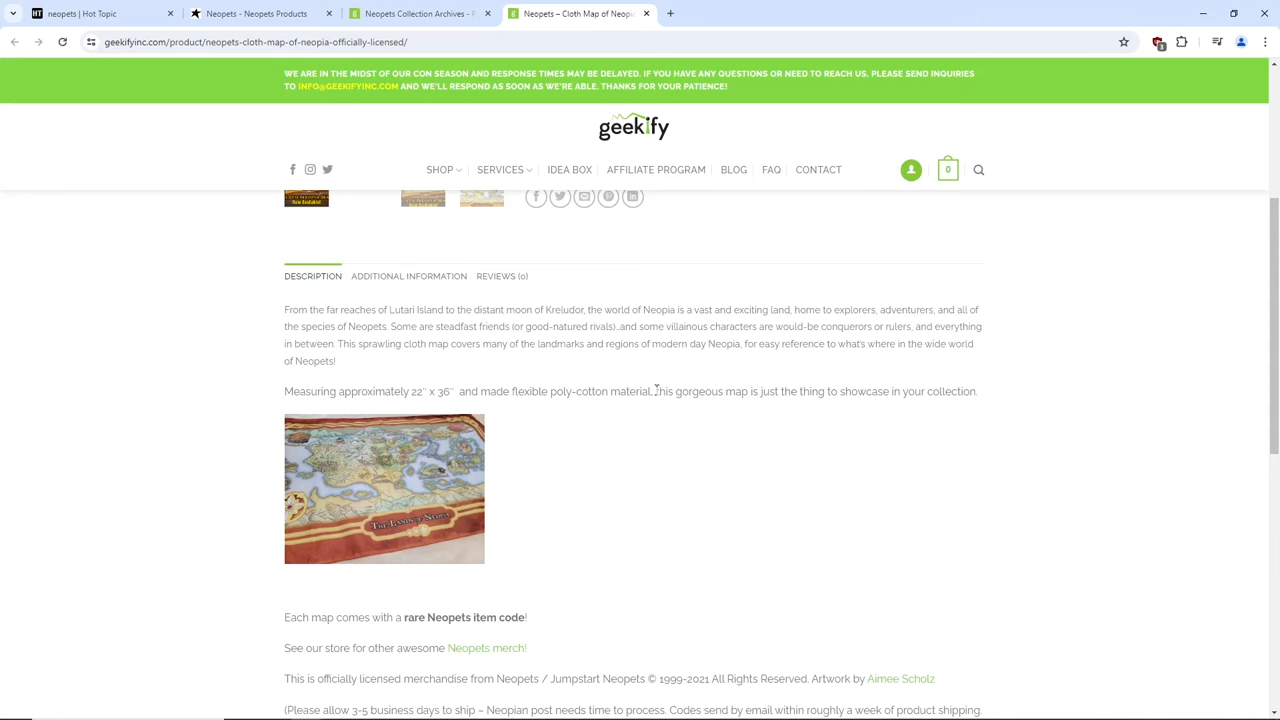 neopets | Hot Topic
Neopets - Neopets Products
Neopets Collection Archives -
Neopets – Cloth Map of Neopia
geekifyinc.com/product/neopets-cloth-map-of-neopia-officially-licensed/
3
WE ARE IN THE MIDST OF OUR CON SEASON AND RESPONSE TIMES MAY BE DELAYED. IF YOU HAVE ANY QUESTIONS OR NEED TO REACH US, PLEASE SEND INQUIRIES
TO INFO@GEEKIFYINC.COM AND WE'LL RESPOND AS SOON AS WE'RE ABLE. THANKS FOR YOUR PATIENCE!
geekify
SHOP SERVICES IDEA BOX AFFILIATE PROGRAM BLOG FAQ CONTACT 0
Now Available!
DESCRIPTION ADDITIONAL INFORMATION REVIEWS (0)
From the far reaches of Lutari Island to the distant moon of Kreludor, the world of Neopia is a vast and exciting land, home to explorers, adventurers, and all of
the species of Neopets. Some are steadfast friends (or good-natured rivals)…and some villainous characters are would-be conquerors or rulers, and everything
in between. This sprawling cloth map covers many of the landmarks and regions of modern day Neopia, for easy reference to what's where in the wide world
of Neopets!
Measuring approximately 22″ x 36″ and made flexible poly-cotton material, this gorgeous map is just the thing to showcase in your collection.
THE LANDS OF NEOPIA
Each map comes with a rare Neopets item code!
See our store for other awesome Neopets merch!
This is officially licensed merchandise from Neopets / Jumpstart Neopets © 1999-2021 All Rights Reserved. Artwork by Aimee Scholz
(Please allow 3-5 business days to ship – Neopian post needs time to process. Codes send by email within roughly a week of product shipping.